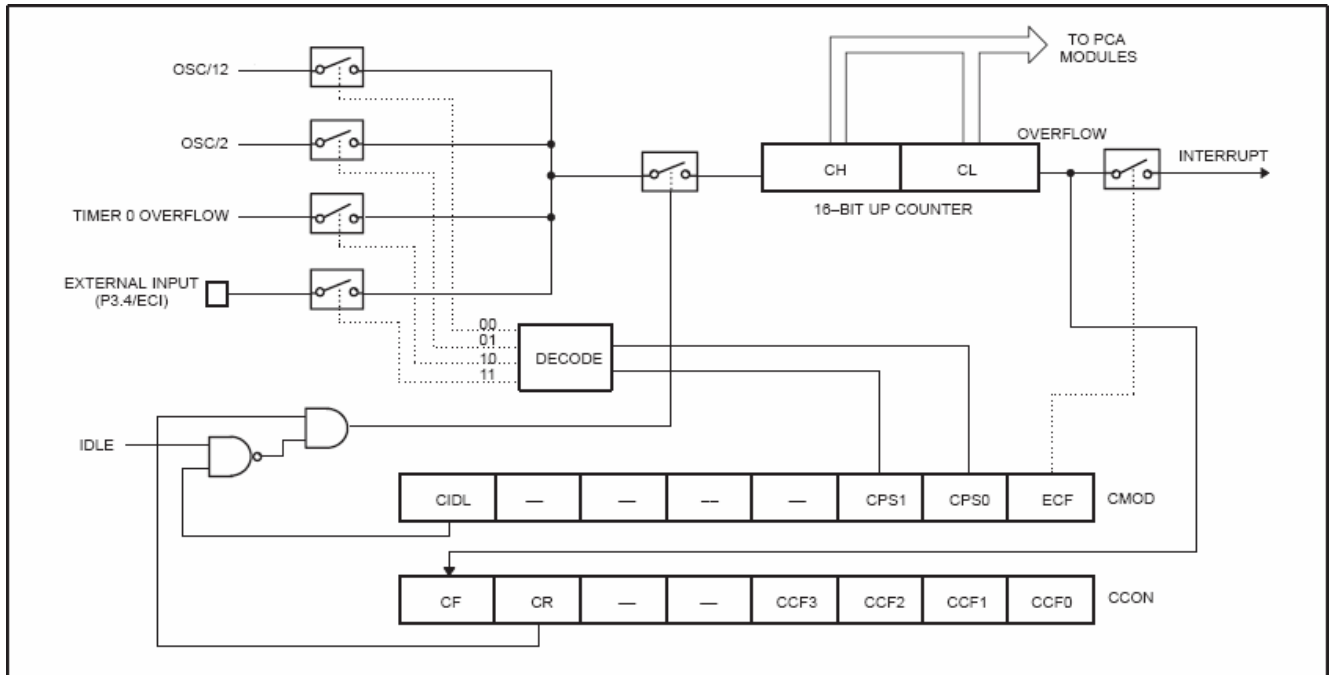 OSC/12
OSC/2
TIMER 0 OVERFLOW
EXTERNAL INPUT
(P3.4/ECI)
TO PCA
MODULES
OVERFLOW
INTERRUPT
CH
CL
16–BIT UP COUNTER
00
01
10
11
DECODE
IDLE
CIDL — — –– — CPS1 CPS0 ECF CMOD
CF CR — — CCF3 CCF2 CCF1 CCF0 CCON